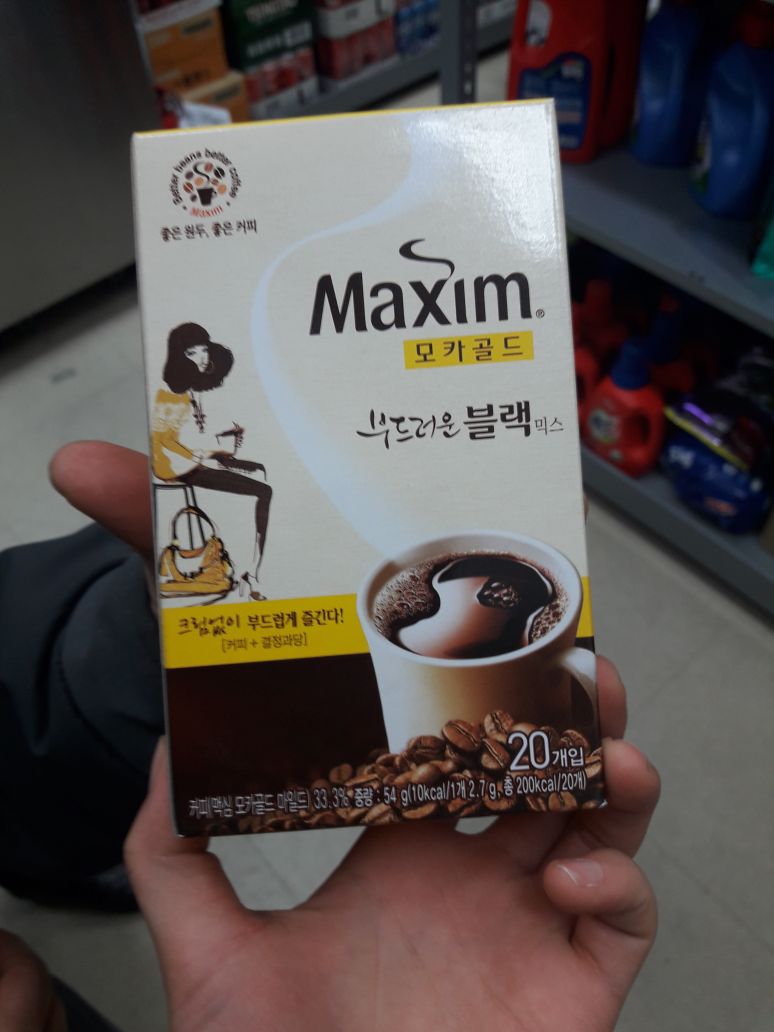 Better beans better coffee
Maxim
좋은 원두, 좋은 커피
Maxim®
모카골드
부드러운 블랙 믹스
크림없이 부드럽게 즐긴다!
[커피 + 결정과당]
20개입
커피(맥심 모카골드 마일드) 33.3% 중량 : 54 g(10kcal/1개 2.7 g, 총 200kcal/20개)